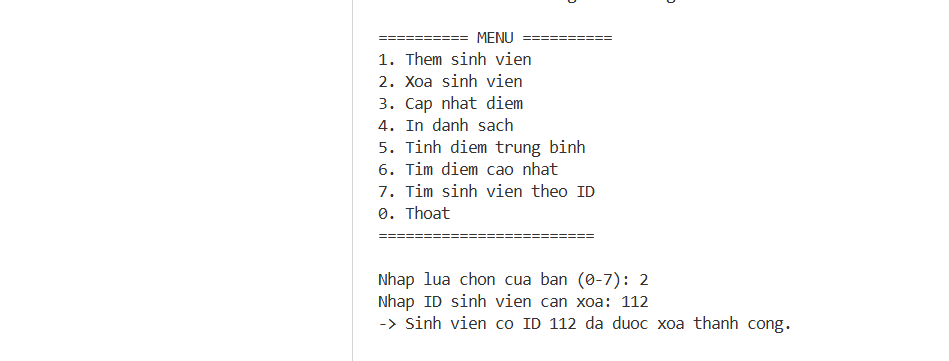 ========== MENU ==========
1. Them sinh vien
2. Xoa sinh vien
3. Cap nhat diem
4. In danh sach
5. Tinh diem trung binh
6. Tim diem cao nhat
7. Tim sinh vien theo ID
0. Thoat
========================
Nhap lua chon cua ban (0-7): 2
Nhap ID sinh vien can xoa: 112
-> Sinh vien co ID 112 da duoc xoa thanh cong.